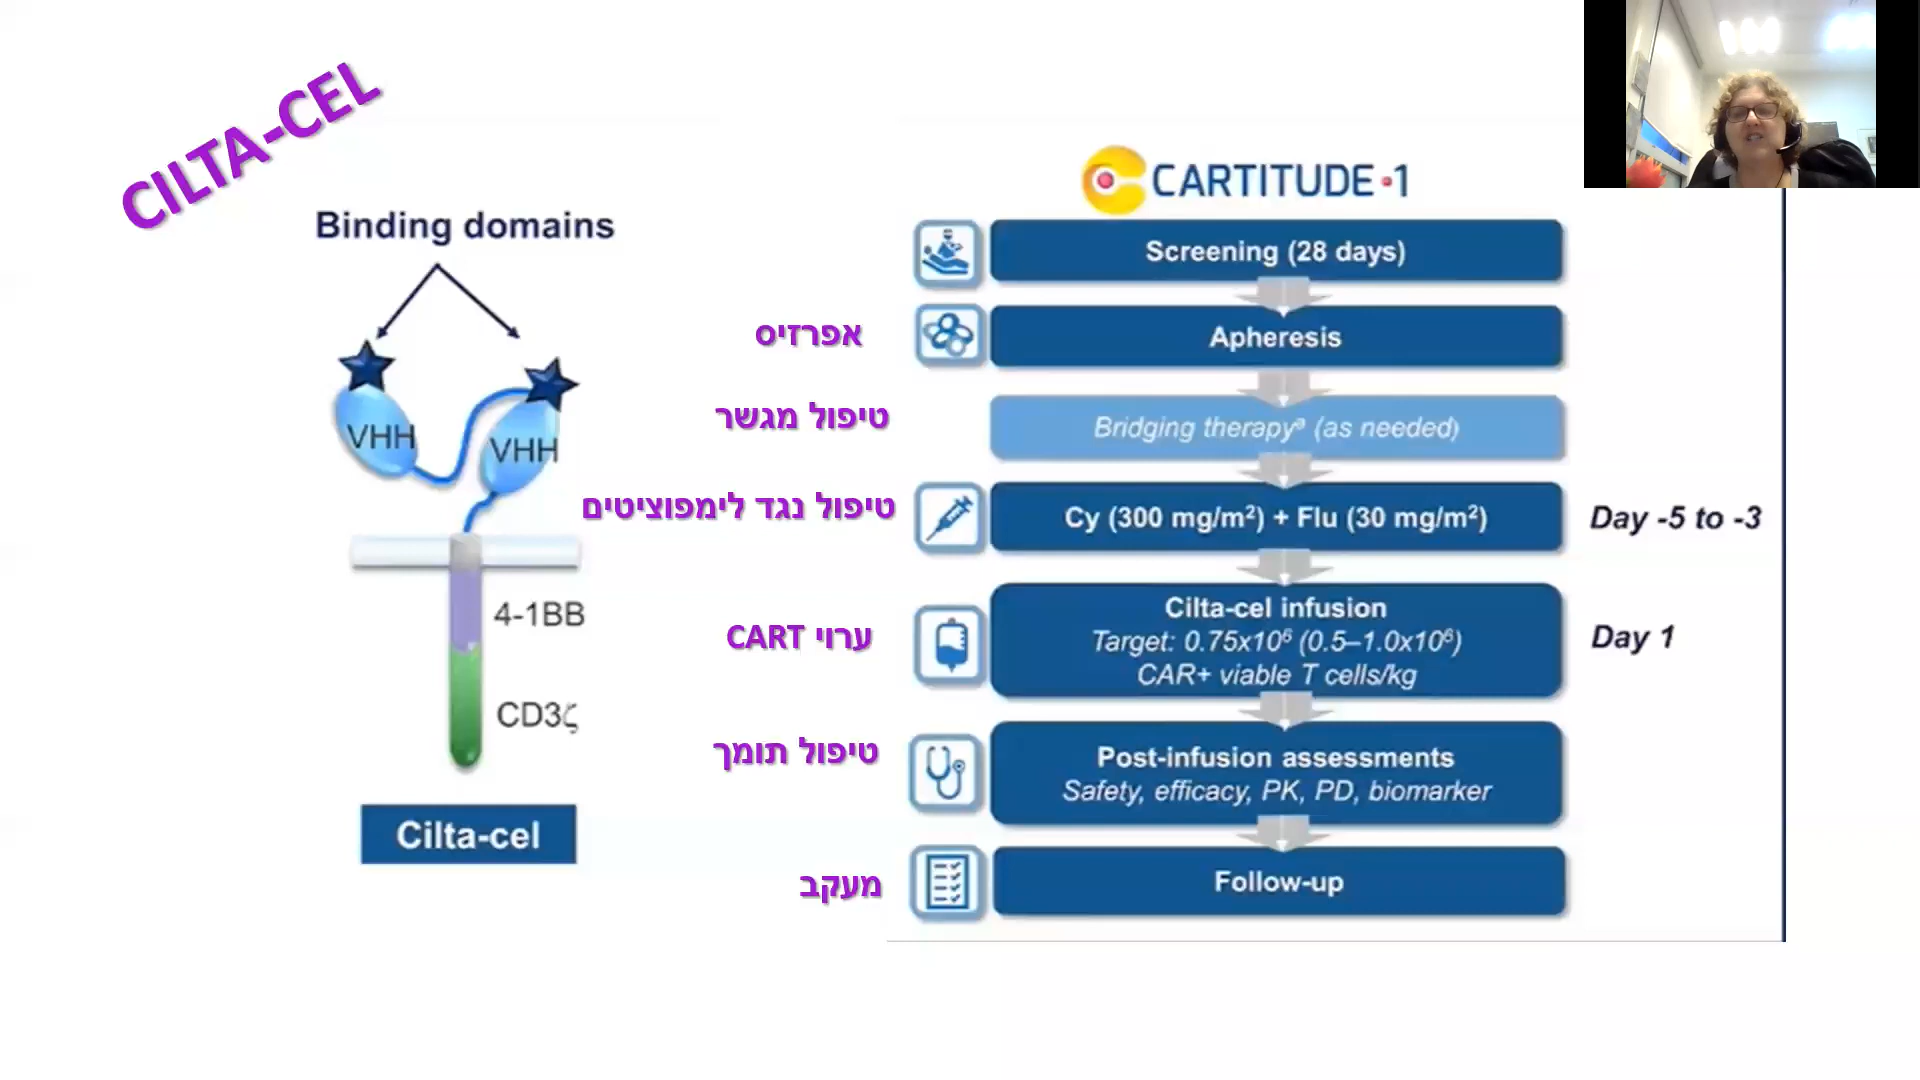 CILTA-CEL
Binding domains
VHH
VHH
4-1BB
CD3ζ
Cilta-cel
CARTITUDE-1
Screening (28 days)
אפרזיס
Apheresis
טיפול מגשר
Bridging therapyᵃ (as needed)
טיפול נגד לימפוציטים
Cy (300 mg/m²) + Flu (30 mg/m²)
Day -5 to -3
ערוי CART
Cilta-cel infusion
Target: 0.75x10⁶ (0.5–1.0x10⁶)
CAR+ viable T cells/kg
Day 1
טיפול תומך
Post-infusion assessments
Safety, efficacy, PK, PD, biomarker
מעקב
Follow-up